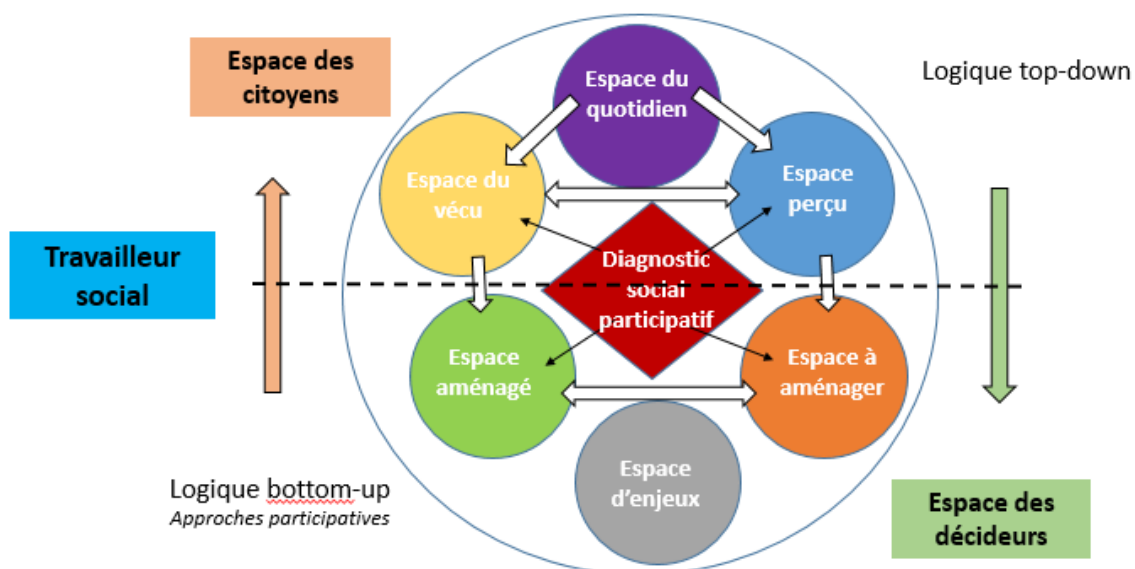 Espace des
citoyens
Espace du
quotidien
Logique top-down
Espace du
vécu
Espace
perçu
Travailleur
social
Diagnostic
social
participatif
Espace
aménagé
Espace à
aménager
Logique bottom-up
Approches participatives
Espace
d'enjeux
Espace des
décideurs